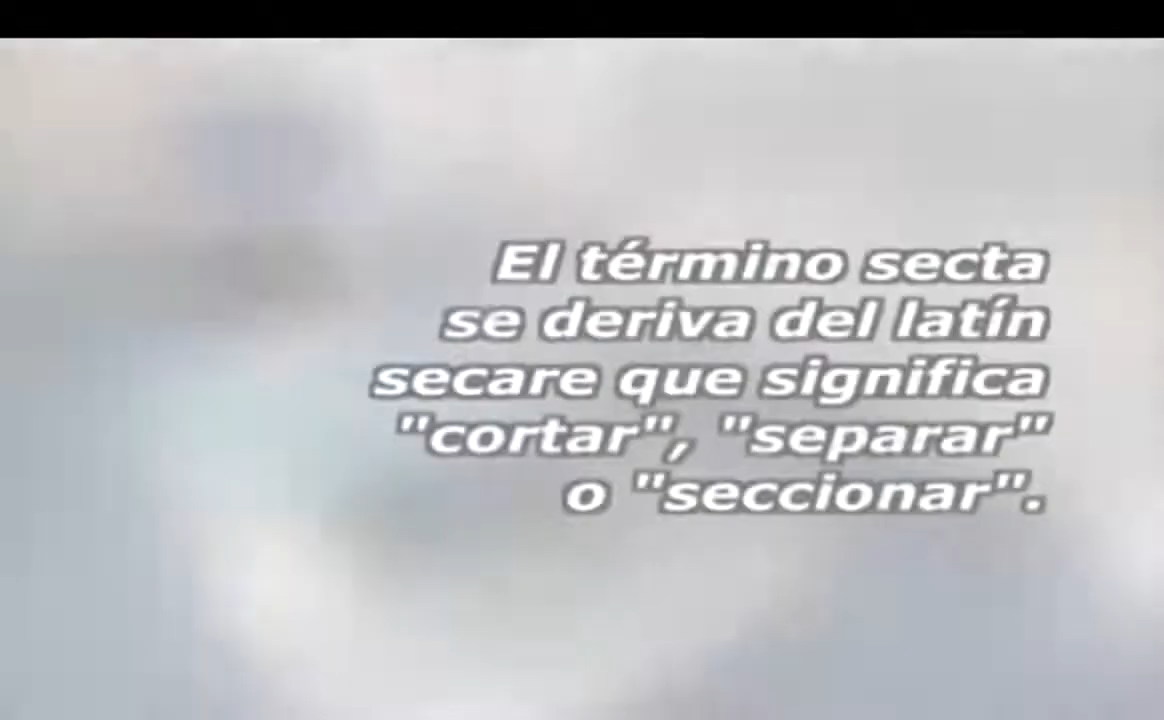 El término secta
se deriva del latín
secare que significa
"cortar", "separar"
o "seccionar".